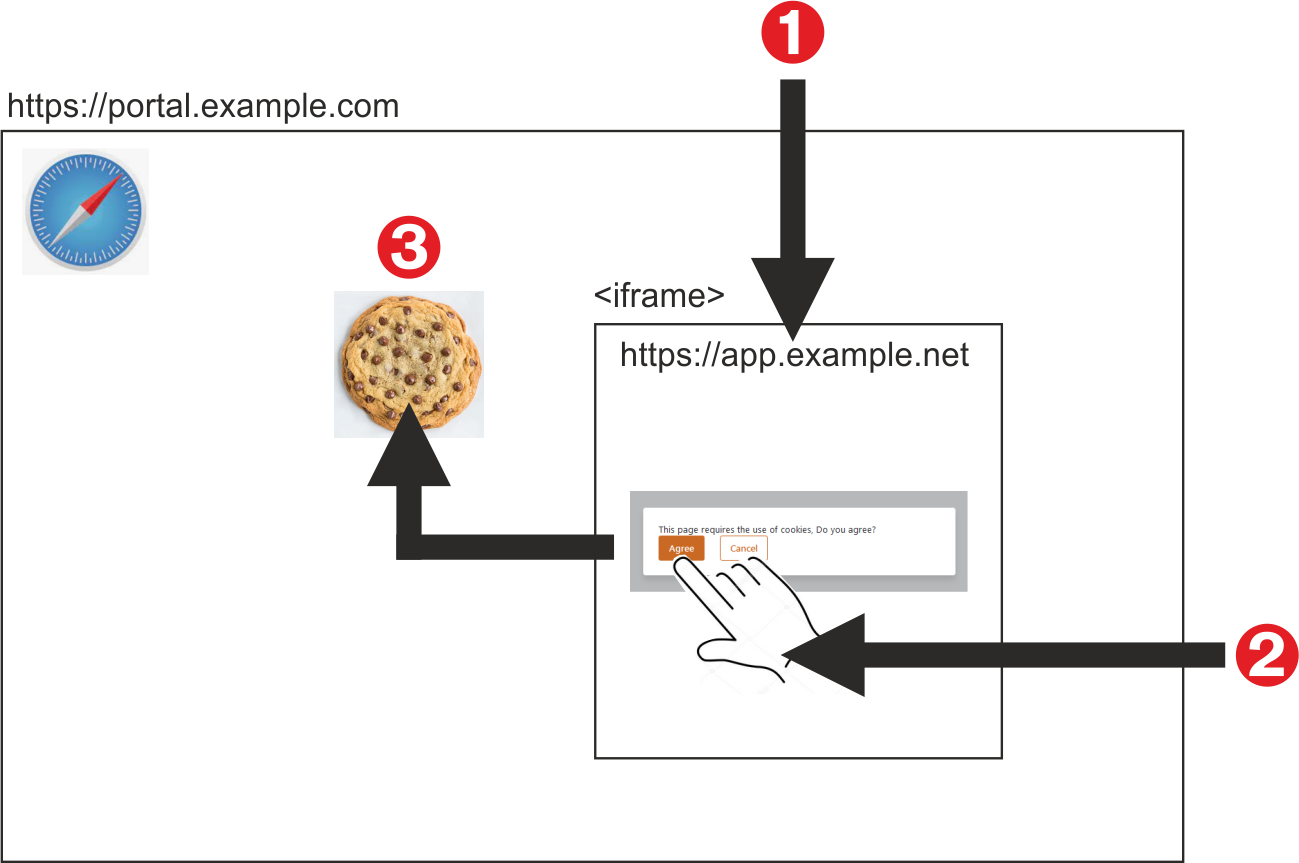 1
https://portal.example.com
3
<iframe>
https://app.example.net
This page requires the use of cookies, Do you agree?
Agree Cancel
2